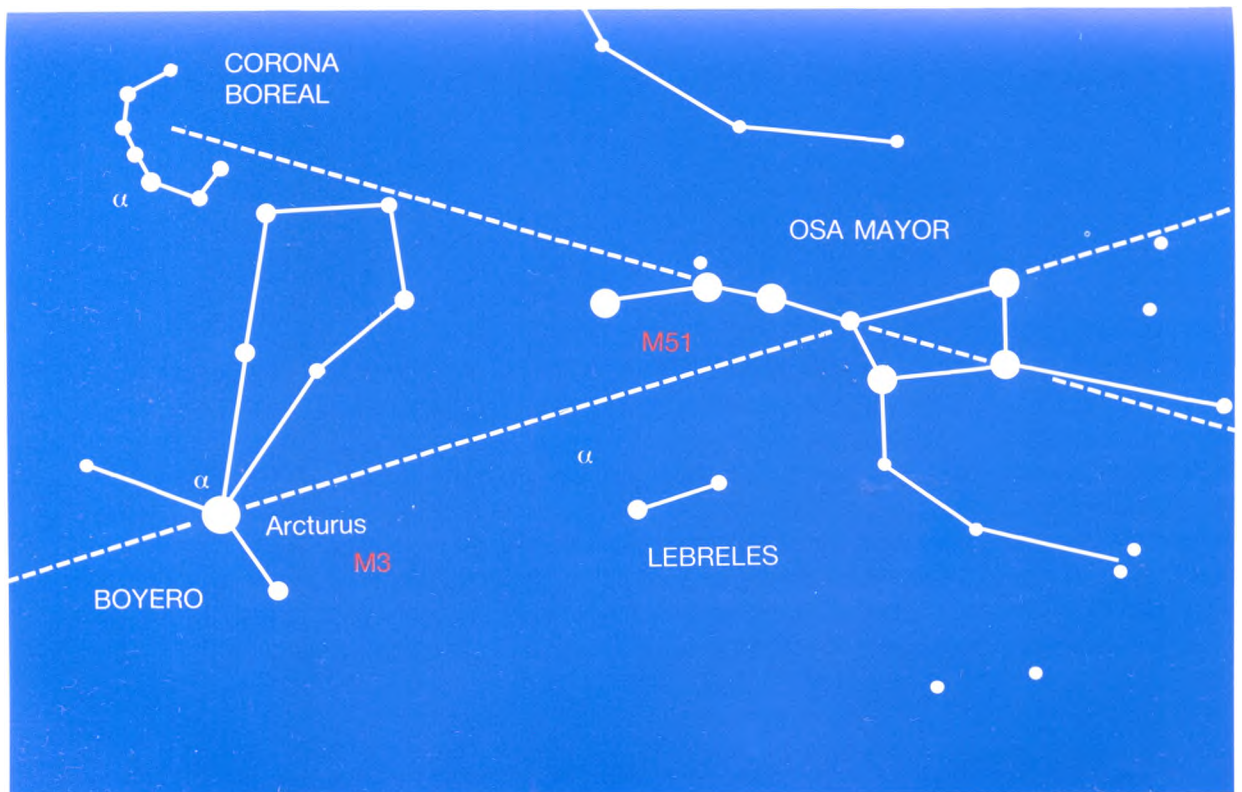 CORONA
BOREAL
α
OSA MAYOR
M51
α
α
Arcturus
M3
LEBRELES
BOYERO